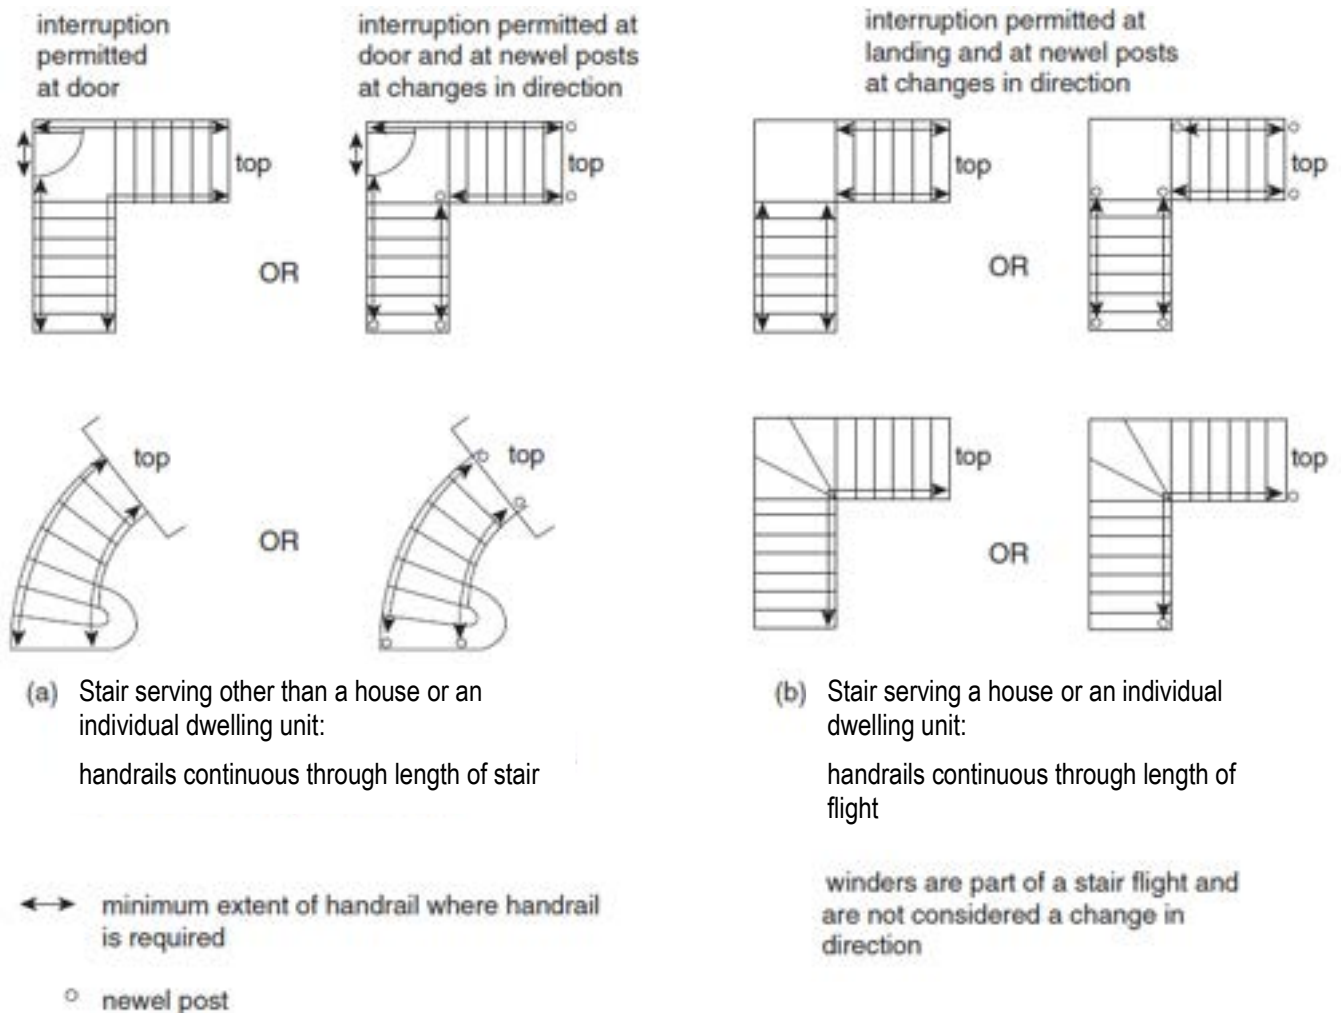 interruption
permitted
at door
interruption permitted at
door and at newel posts
at changes in direction
interruption permitted at
landing and at newel posts
at changes in direction
top
top
top
top
OR
OR
top
top
top
top
OR
OR
(a) Stair serving other than a house or an
individual dwelling unit:
handrails continuous through length of stair
(b) Stair serving a house or an individual
dwelling unit:
handrails continuous through length of
flight
minimum extent of handrail where handrail
is required
newel post
winders are part of a stair flight and
are not considered a change in
direction